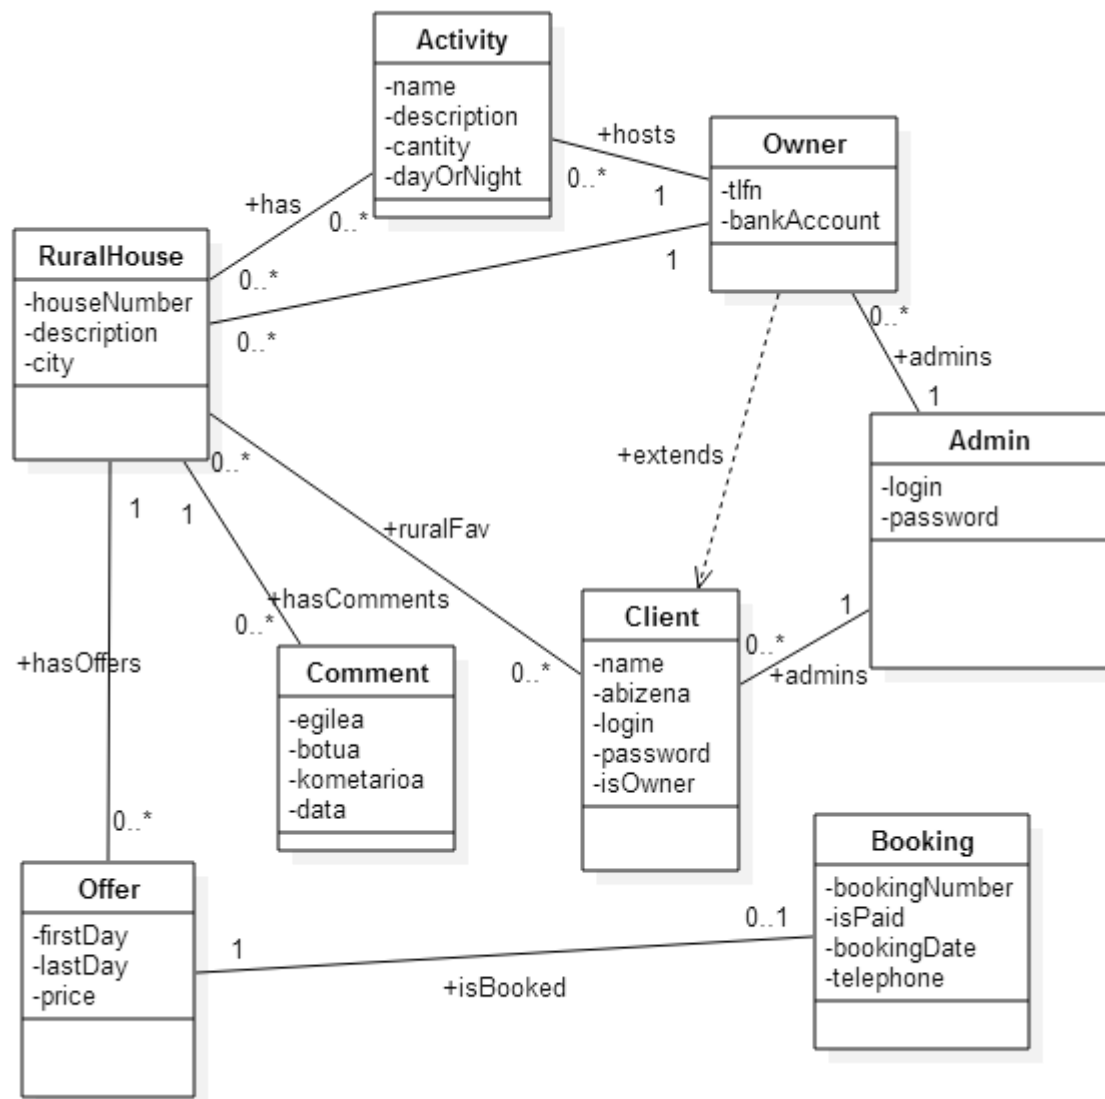 Activity
-name
-description
-cantity
-dayOrNight
+hosts
0..*
1
Owner
-tlfn
-bankAccount
+has
0..*
0..*
RuralHouse
-houseNumber
-description
-city
1
0..*
0..*
+admins
1
Admin
-login
-password
+extends
0..*
+ruralFav
0..*
1
1
+hasComments
0..*
+hasOffers
0..*
Comment
-egilea
-botua
-kometarioa
-data
Client
-name
-abizena
-login
-password
-isOwner
1
0..*
+admins
Offer
-firstDay
-lastDay
-price
1
+isBooked
0..1
Booking
-bookingNumber
-isPaid
-bookingDate
-telephone